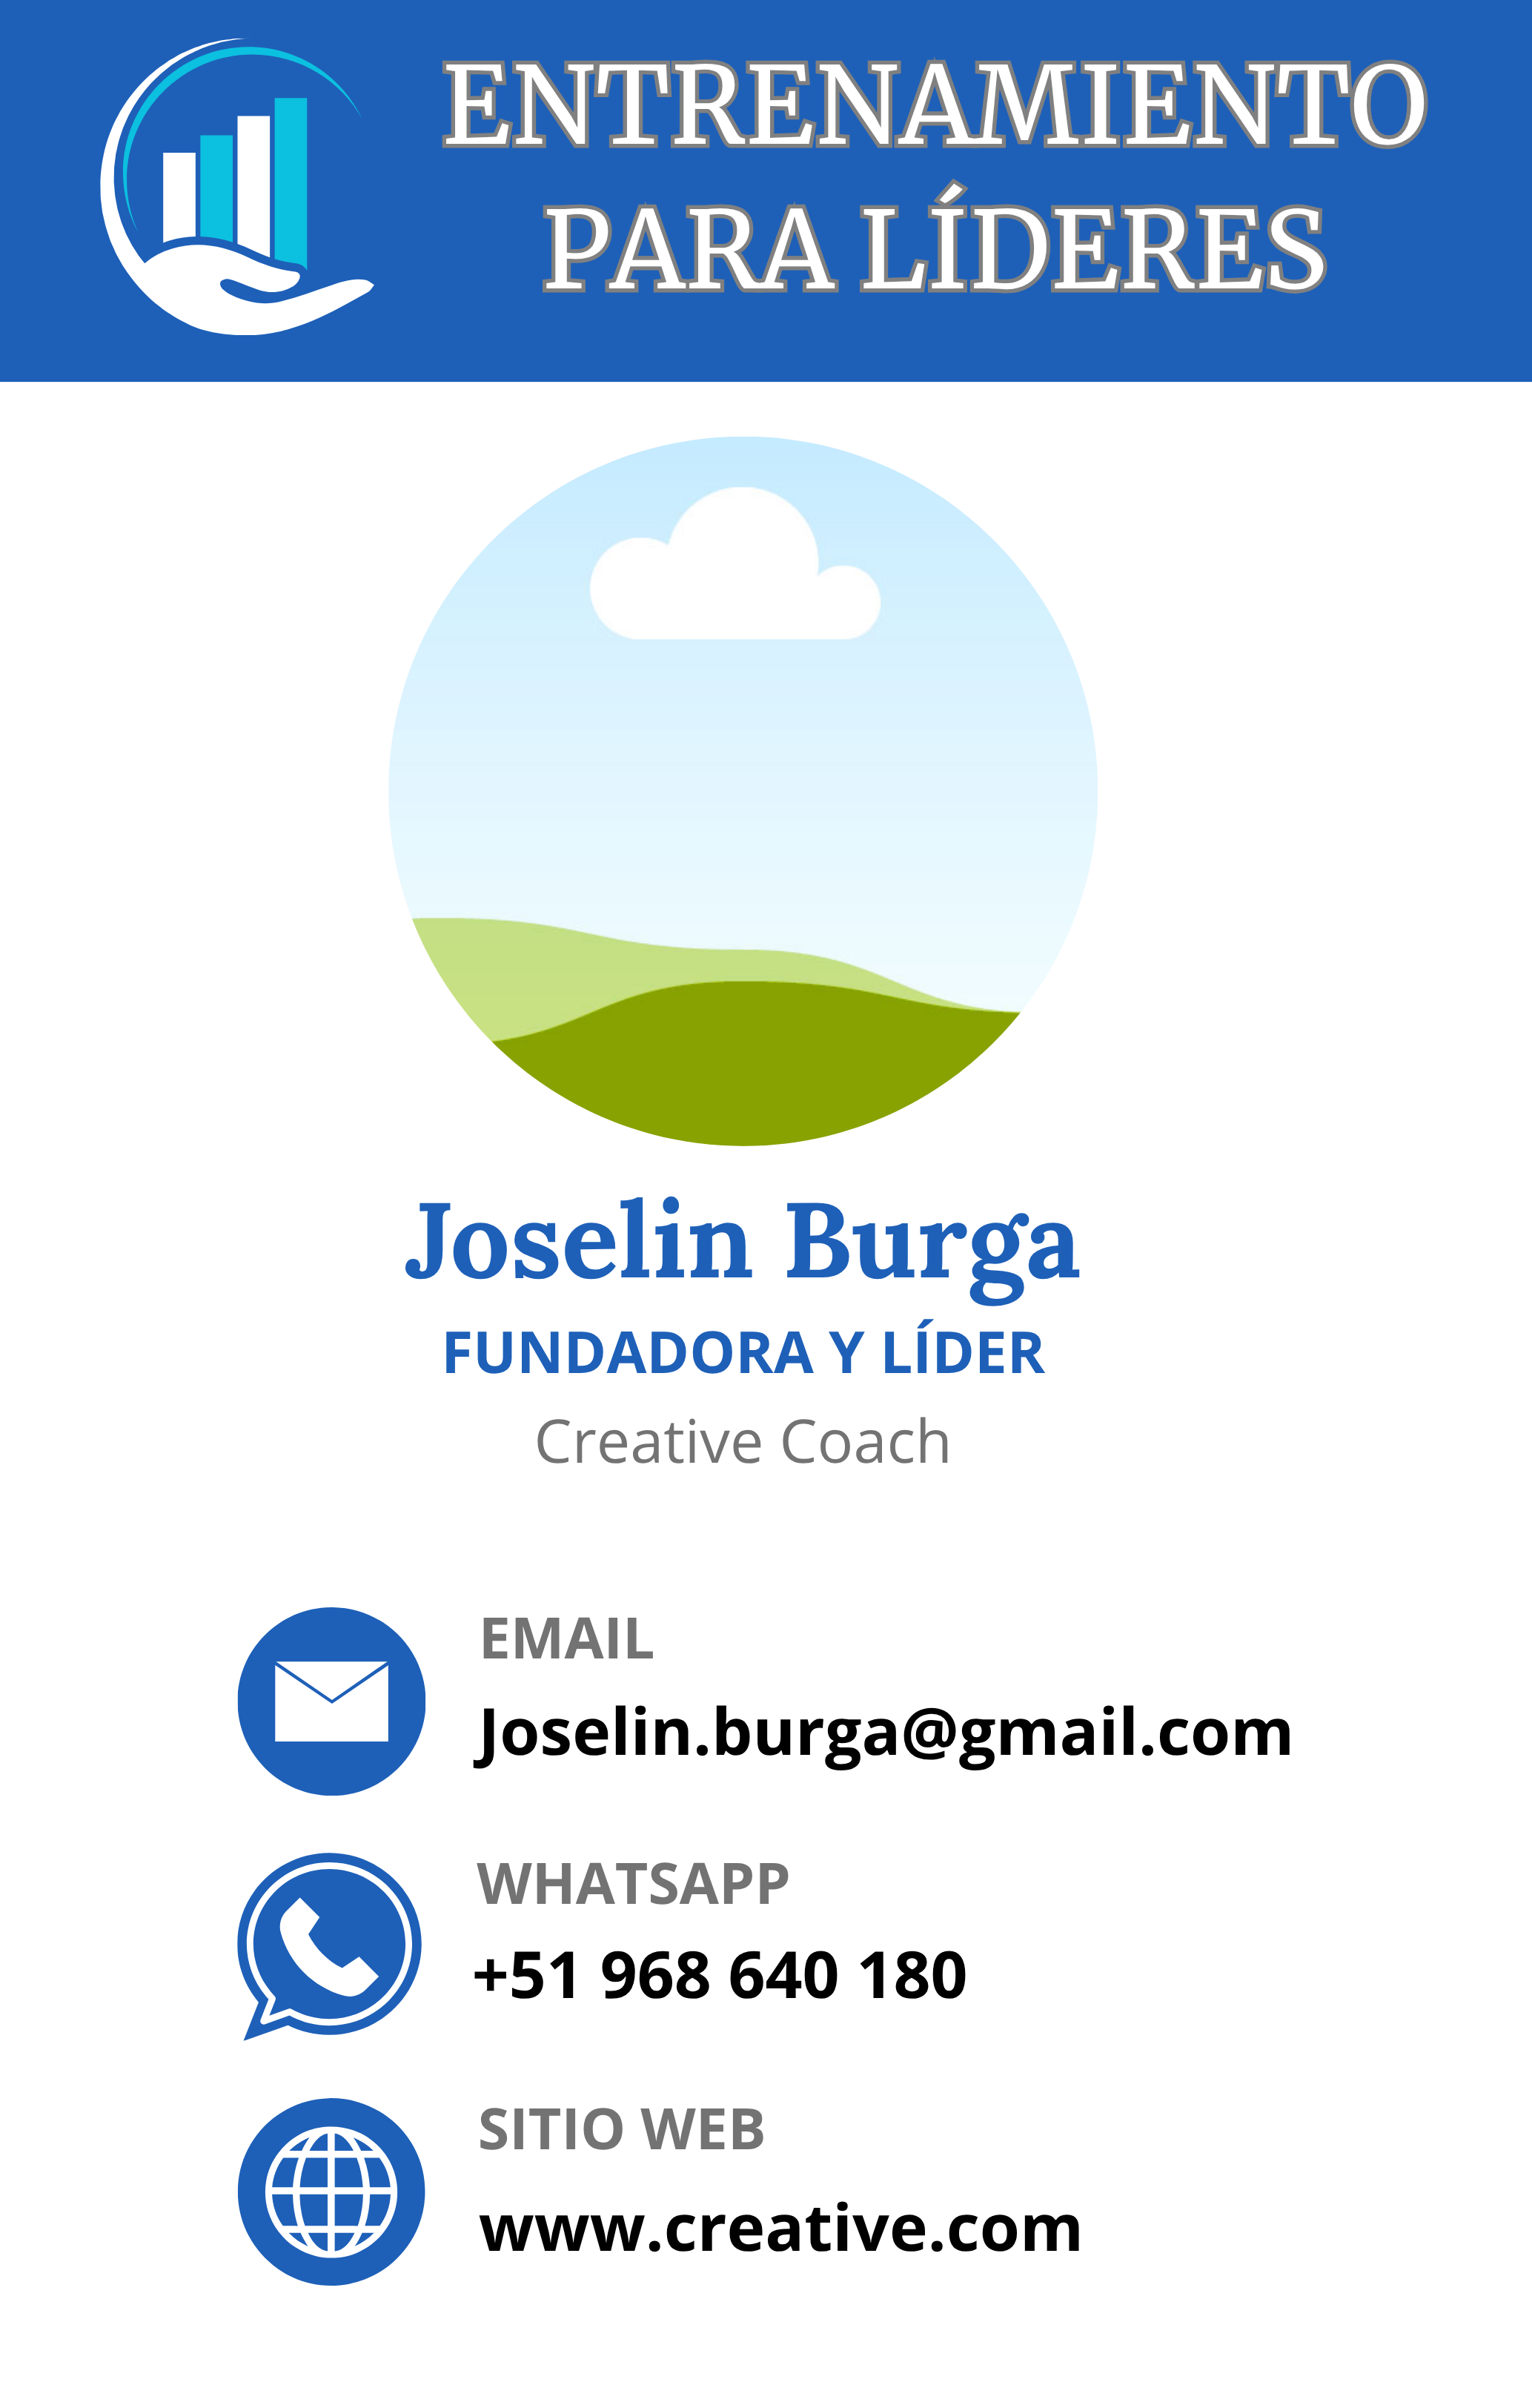 ENTRENAMIENTO
PARA LÍDERES
Joselin Burga
FUNDADORA Y LÍDER
Creative Coach
EMAIL
Joselin.burga@gmail.com
WHATSAPP
+51 968 640 180
SITIO WEB
www.creative.com